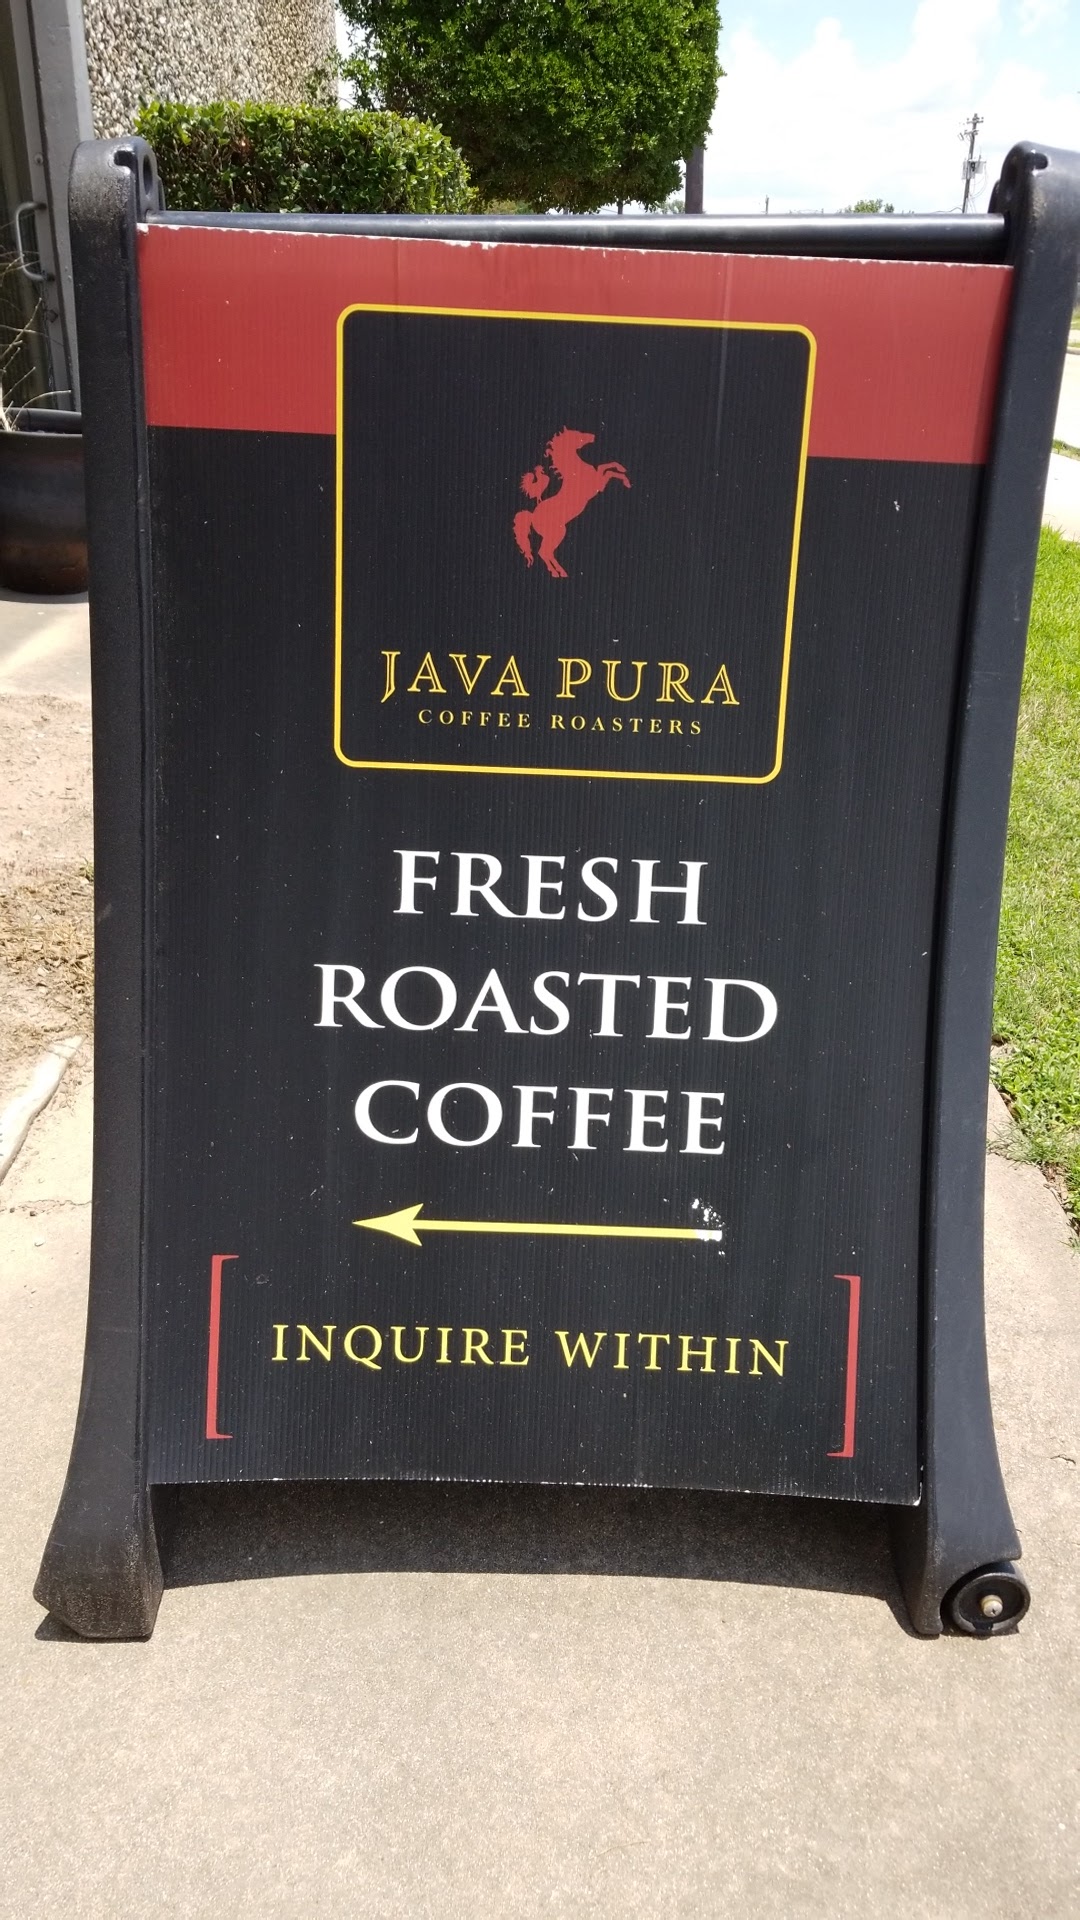 JAVA PURA
COFFEE ROASTERS
FRESH
ROASTED
COFFEE
INQUIRE WITHIN